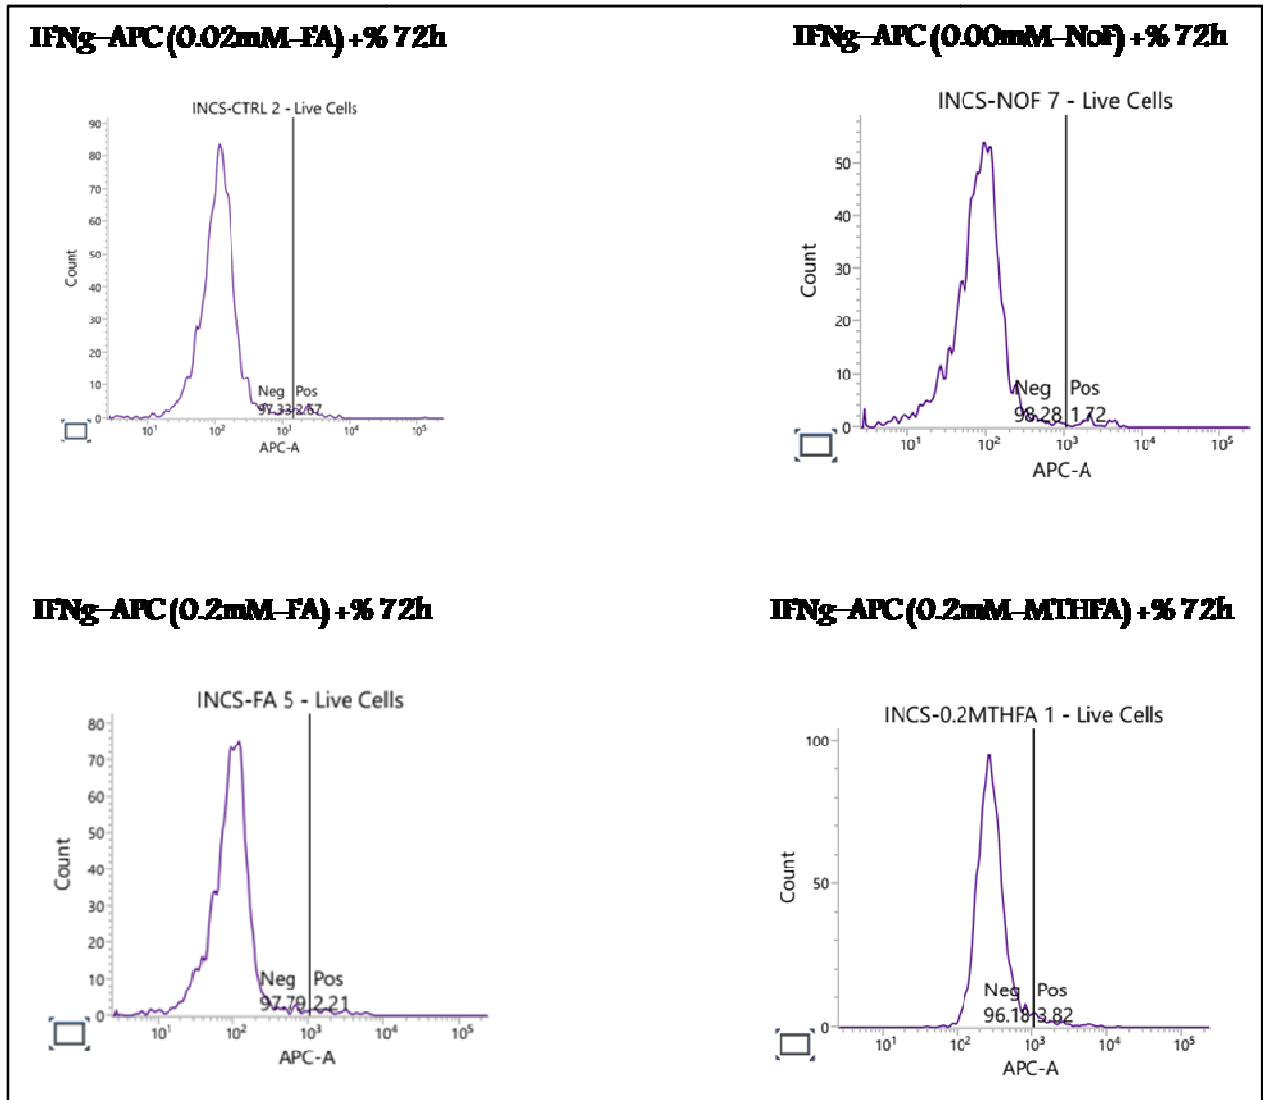 IFNg-APC (0.02mM-FA) +% 72h
INCS-CTRL 2 - Live Cells
90
80
70
60
50
40
30
20
10
0
Count
Neg Pos
97.33 2.67
10¹ 10² 10³ 10⁴ 10⁵
APC-A
IFNg-APC (0.00mM-NoF) +% 72h
INCS-NOF 7 - Live Cells
50
40
30
20
10
0
Count
Neg Pos
98.28 1.72
10¹ 10² 10³ 10⁴ 10⁵
APC-A
IFNg-APC (0.2mM-FA) +% 72h
INCS-FA 5 - Live Cells
80
70
60
50
40
30
20
10
0
Count
Neg Pos
97.79 2.21
10¹ 10² 10³ 10⁴ 10⁵
APC-A
IFNg-APC (0.2mM-MTHFA) +% 72h
INCS-0.2MTHFA 1 - Live Cells
100
50
0
Count
Neg Pos
96.18 3.82
10¹ 10² 10³ 10⁴ 10⁵
APC-A